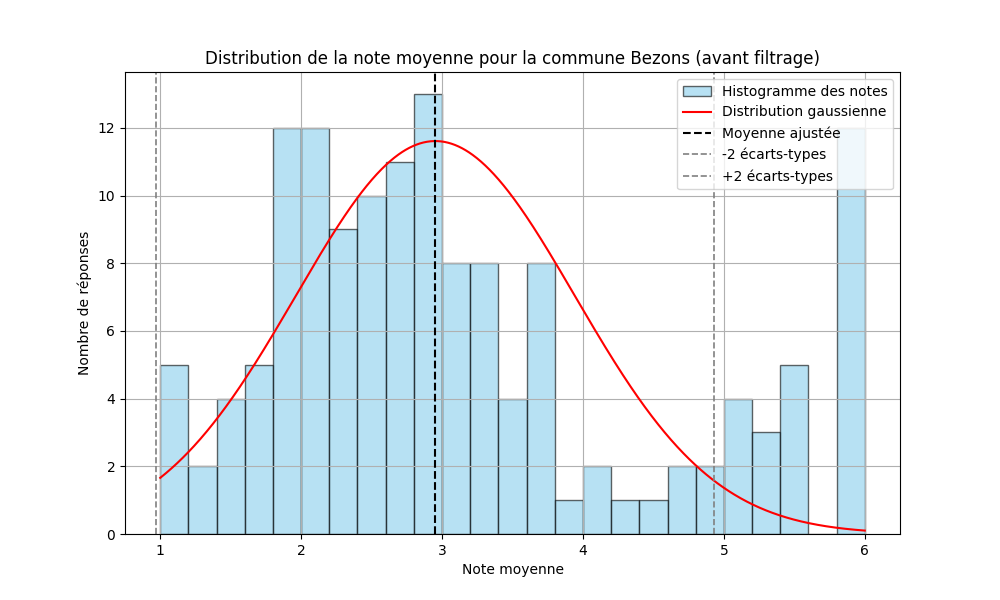 Distribution de la note moyenne pour la commune Bezons (avant filtrage)
Histogramme des notes
Distribution gaussienne
Moyenne ajustée
-2 écarts-types
+2 écarts-types
Nombre de réponses
12
10
8
6
4
2
0
1 2 3 4 5 6
Note moyenne